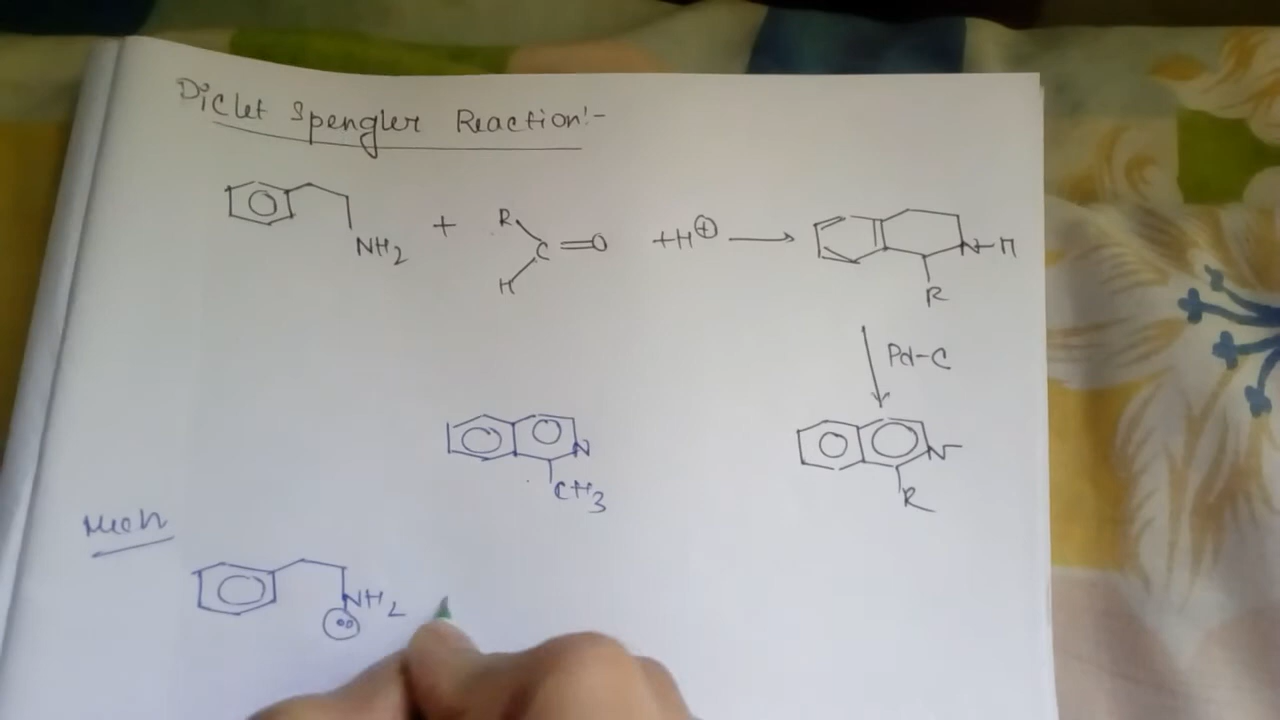 Piclet Spengler Reaction:-
NH2 + R C=O H +H⊕ → N-H R
Pd-C
N CH3
N R
Mech
NH2